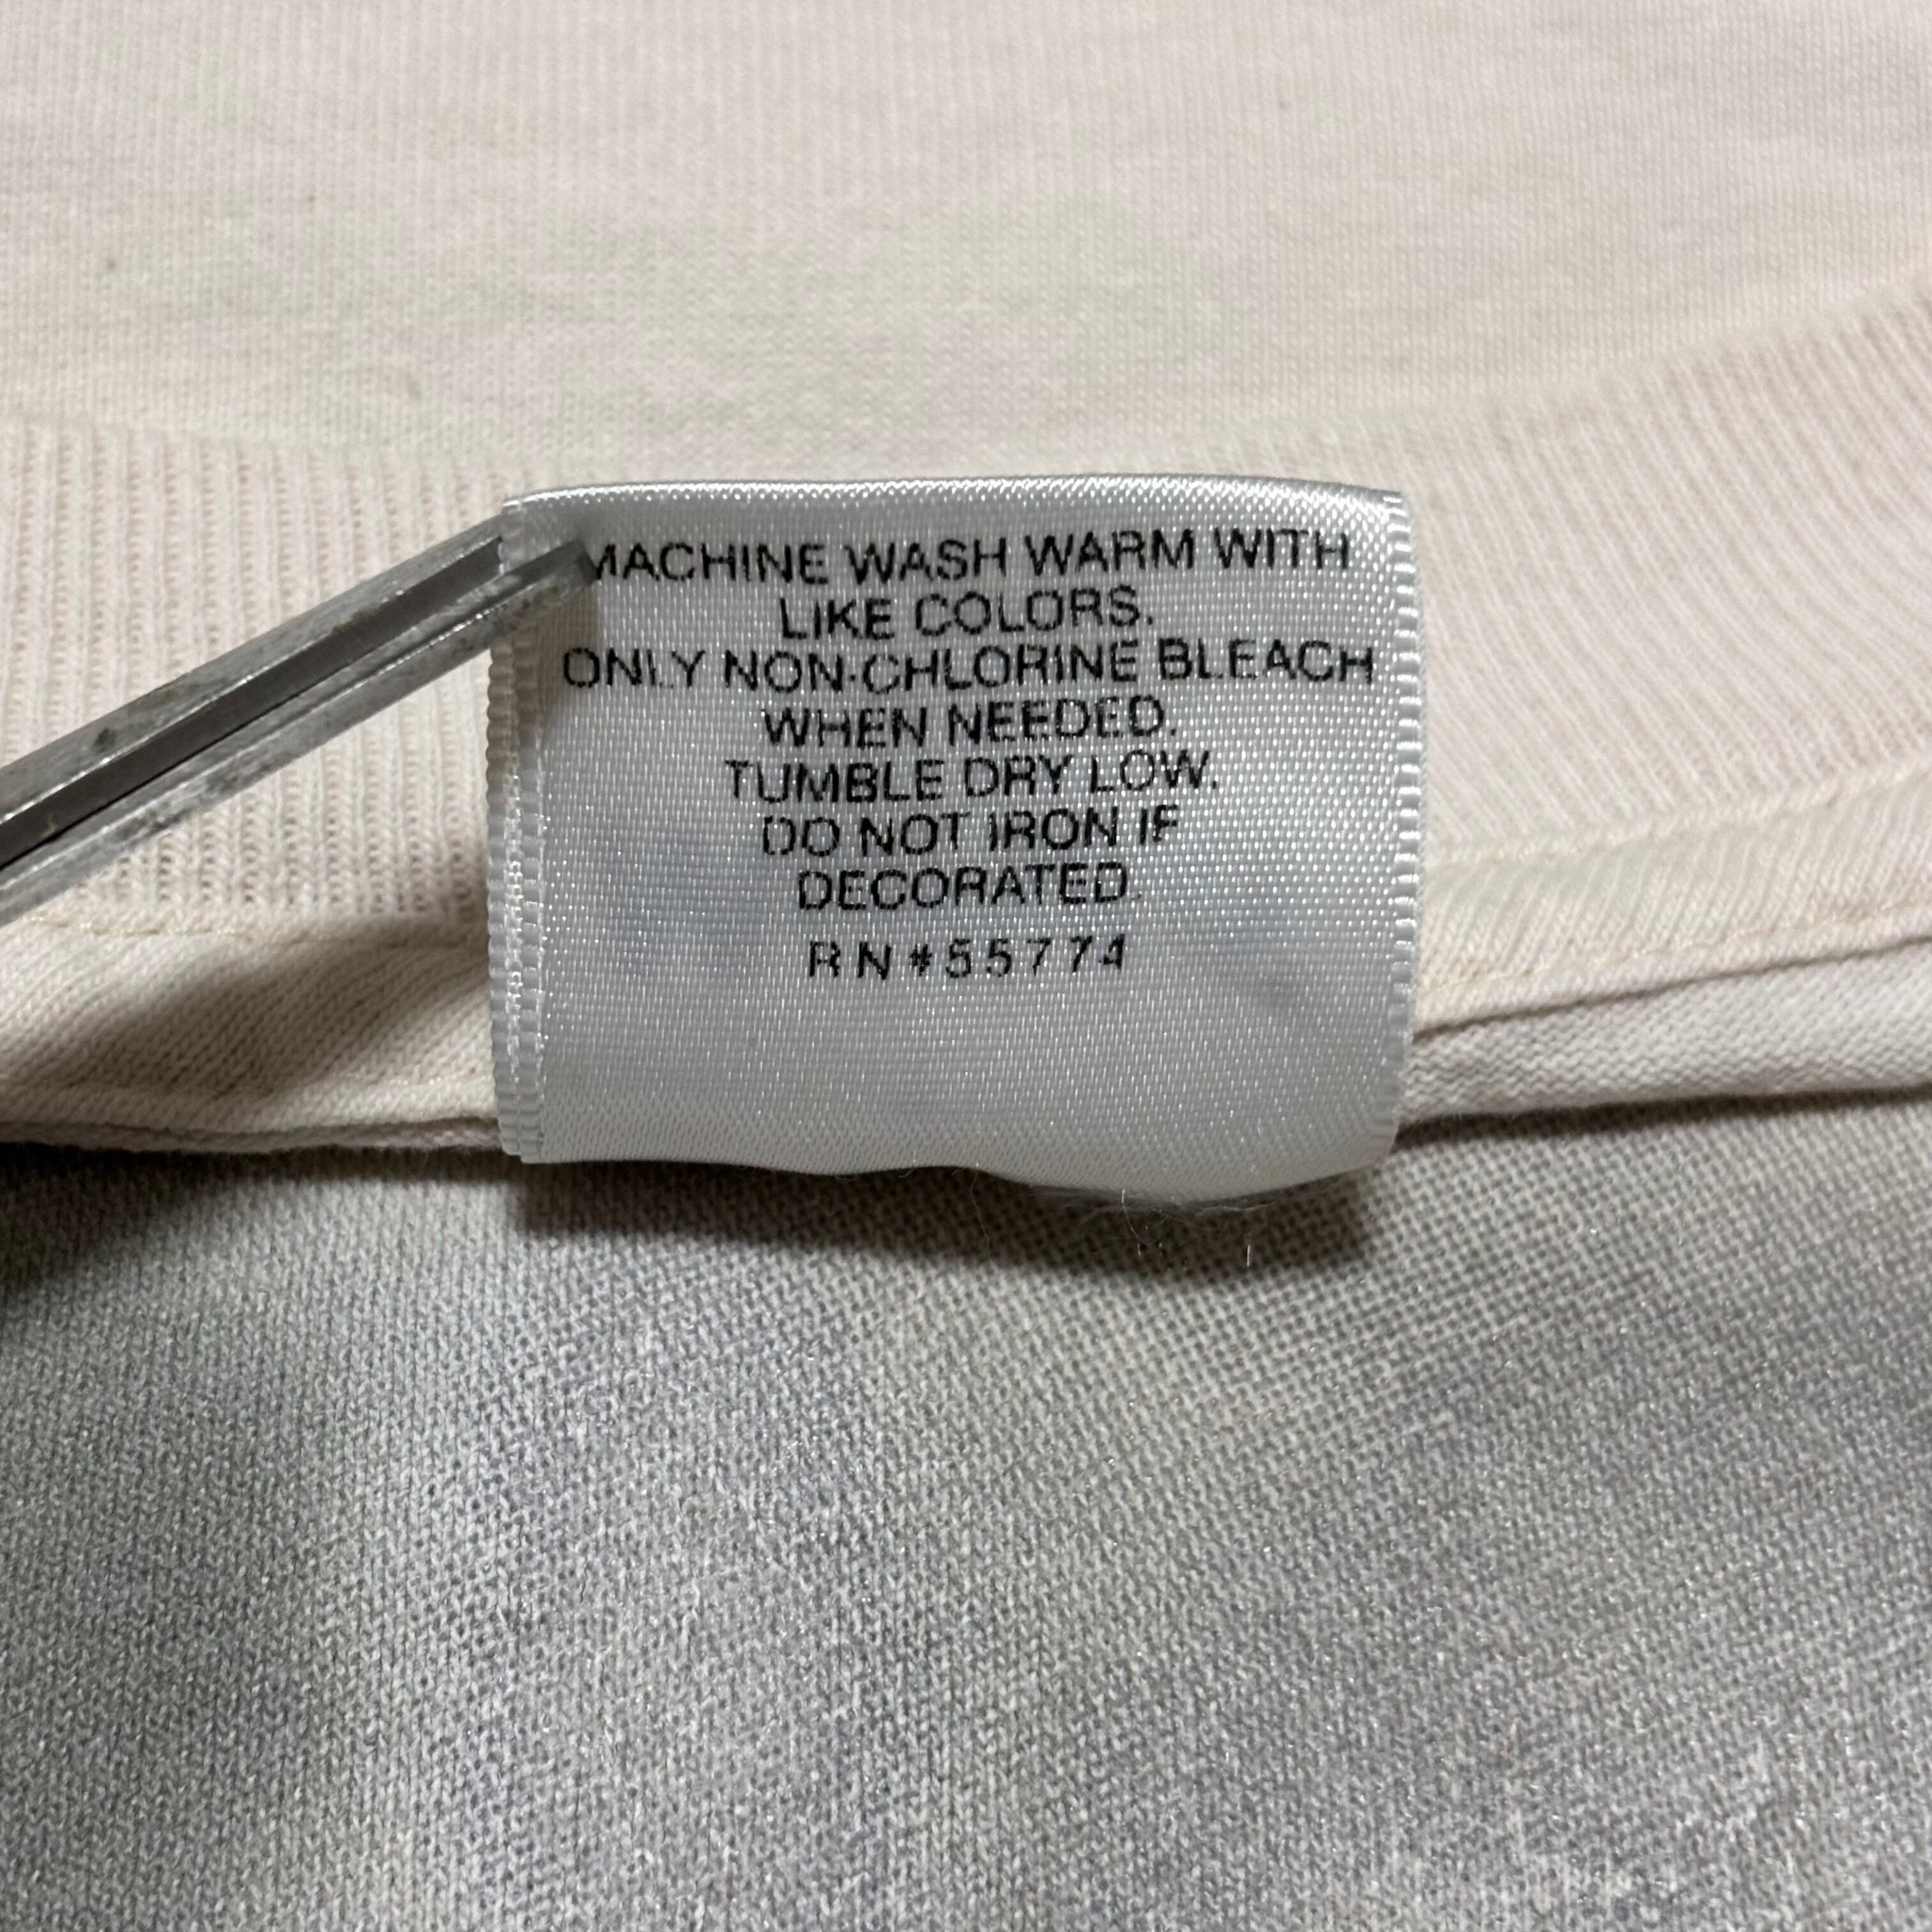 MACHINE WASH WARM WITH
LIKE COLORS.
ONLY NON-CHLORINE BLEACH
WHEN NEEDED.
TUMBLE DRY LOW.
DO NOT IRON IF
DECORATED.
RN#55774